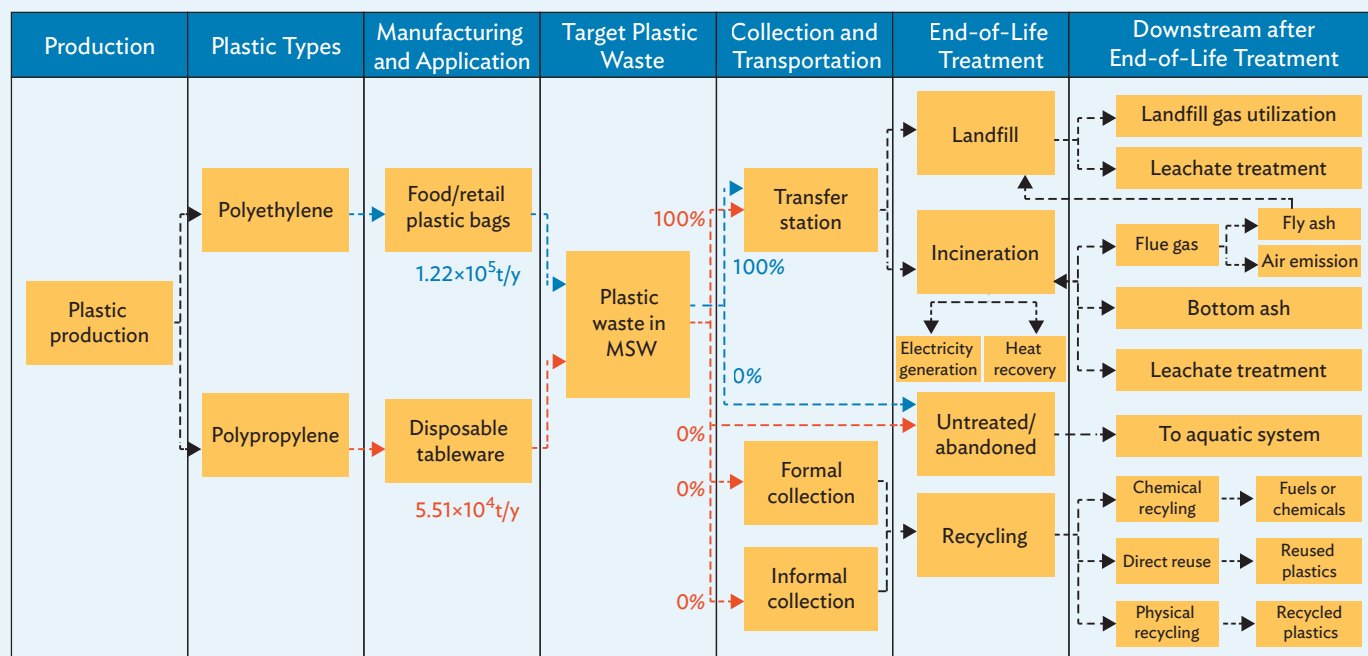 Production
Plastic Types
Manufacturing
and Application
Target Plastic
Waste
Collection and
Transportation
End-of-Life
Treatment
Downstream after
End-of-Life Treatment
Plastic
production
Polyethylene
Polypropylene
Food/retail
plastic bags
1.22×10⁵t/y
Disposable
tableware
5.51×10⁴t/y
Plastic
waste in
MSW
100%
100%
0%
0%
0%
0%
Transfer
station
Formal
collection
Informal
collection
Landfill
Incineration
Electricity
generation
Heat
recovery
Untreated/
abandoned
Recycling
Landfill gas utilization
Leachate treatment
Flue gas
Fly ash
Air emission
Bottom ash
Leachate treatment
To aquatic system
Chemical
recyling
Fuels or
chemicals
Direct reuse
Reused
plastics
Physical
recycling
Recycled
plastics